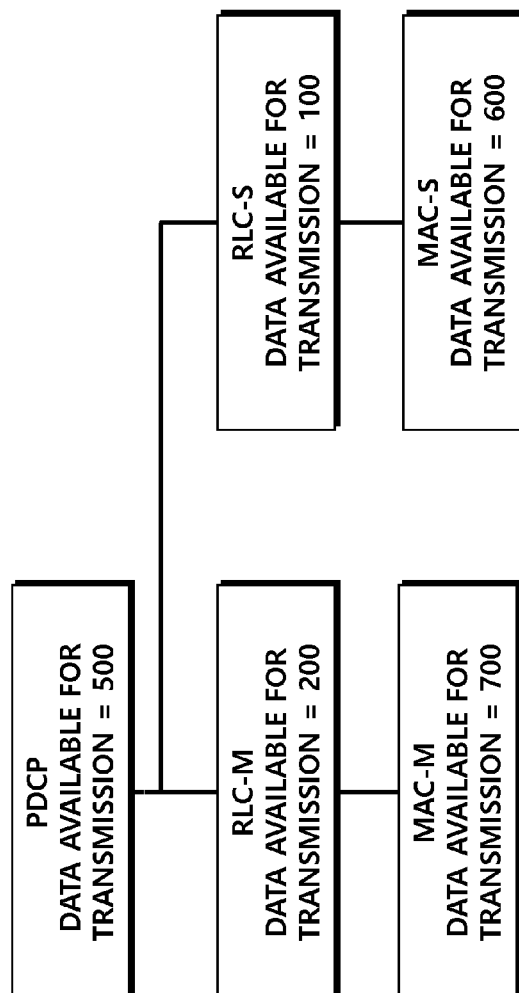 PDCP
DATA AVAILABLE FOR
TRANSMISSION = 500
RLC-M
DATA AVAILABLE FOR
TRANSMISSION = 200
RLC-S
DATA AVAILABLE FOR
TRANSMISSION = 100
MAC-M
DATA AVAILABLE FOR
TRANSMISSION = 700
MAC-S
DATA AVAILABLE FOR
TRANSMISSION = 600